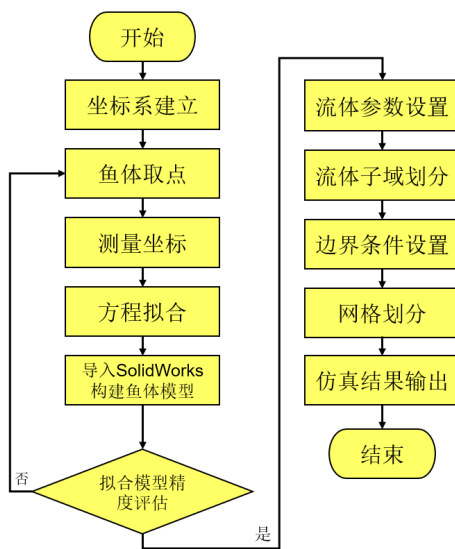 开始
坐标系建立
鱼体取点
测量坐标
方程拟合
导入SolidWorks
构建鱼体模型
拟合模型精
度评估
否
是
流体参数设置
流体子域划分
边界条件设置
网格划分
仿真结果输出
结束